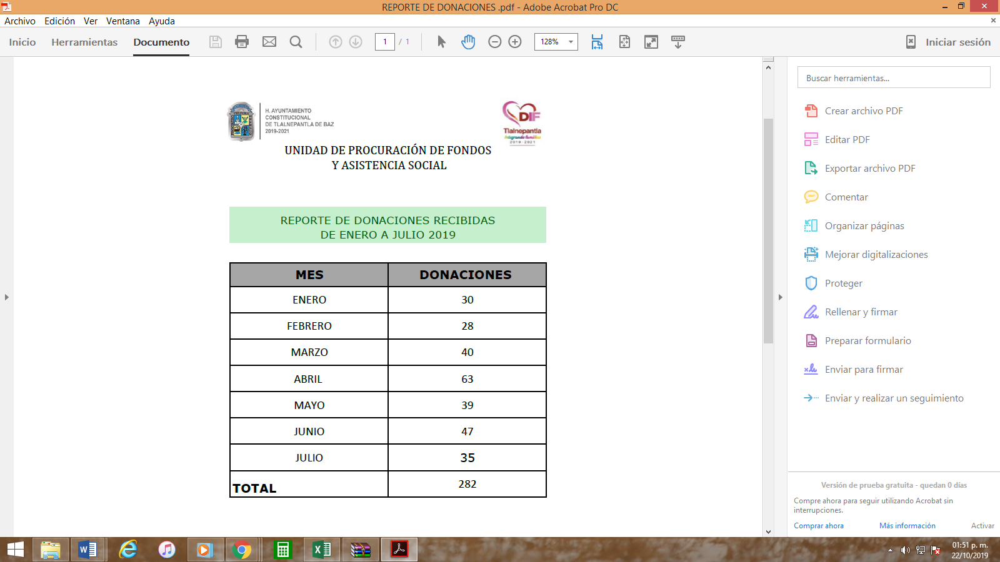 REPORTE DE DONACIONES .pdf - Adobe Acrobat Pro DC
Archivo Edición Ver Ventana Ayuda
Inicio Herramientas Documento 1 / 1 128% Iniciar sesión
Buscar herramientas...
Crear archivo PDF
Editar PDF
Exportar archivo PDF
Comentar
Organizar páginas
Mejorar digitalizaciones
Proteger
Rellenar y firmar
Preparar formulario
Enviar para firmar
Enviar y realizar un seguimiento
Versión de prueba gratuita - quedan 0 días
Compre ahora para seguir utilizando Acrobat sin
interrupciones.
Comprar ahora Más información Activar
H. AYUNTAMIENTO
CONSTITUCIONAL
DE TLALNEPANTLA DE BAZ
2019-2021
DIF
Tlalnepantla
Integrando familias
2019 - 2021
UNIDAD DE PROCURACIÓN DE FONDOS
Y ASISTENCIA SOCIAL
REPORTE DE DONACIONES RECIBIDAS
DE ENERO A JULIO 2019
MES DONACIONES
ENERO 30
FEBRERO 28
MARZO 40
ABRIL 63
MAYO 39
JUNIO 47
JULIO 35
TOTAL 282
01:51 p. m.
22/10/2019